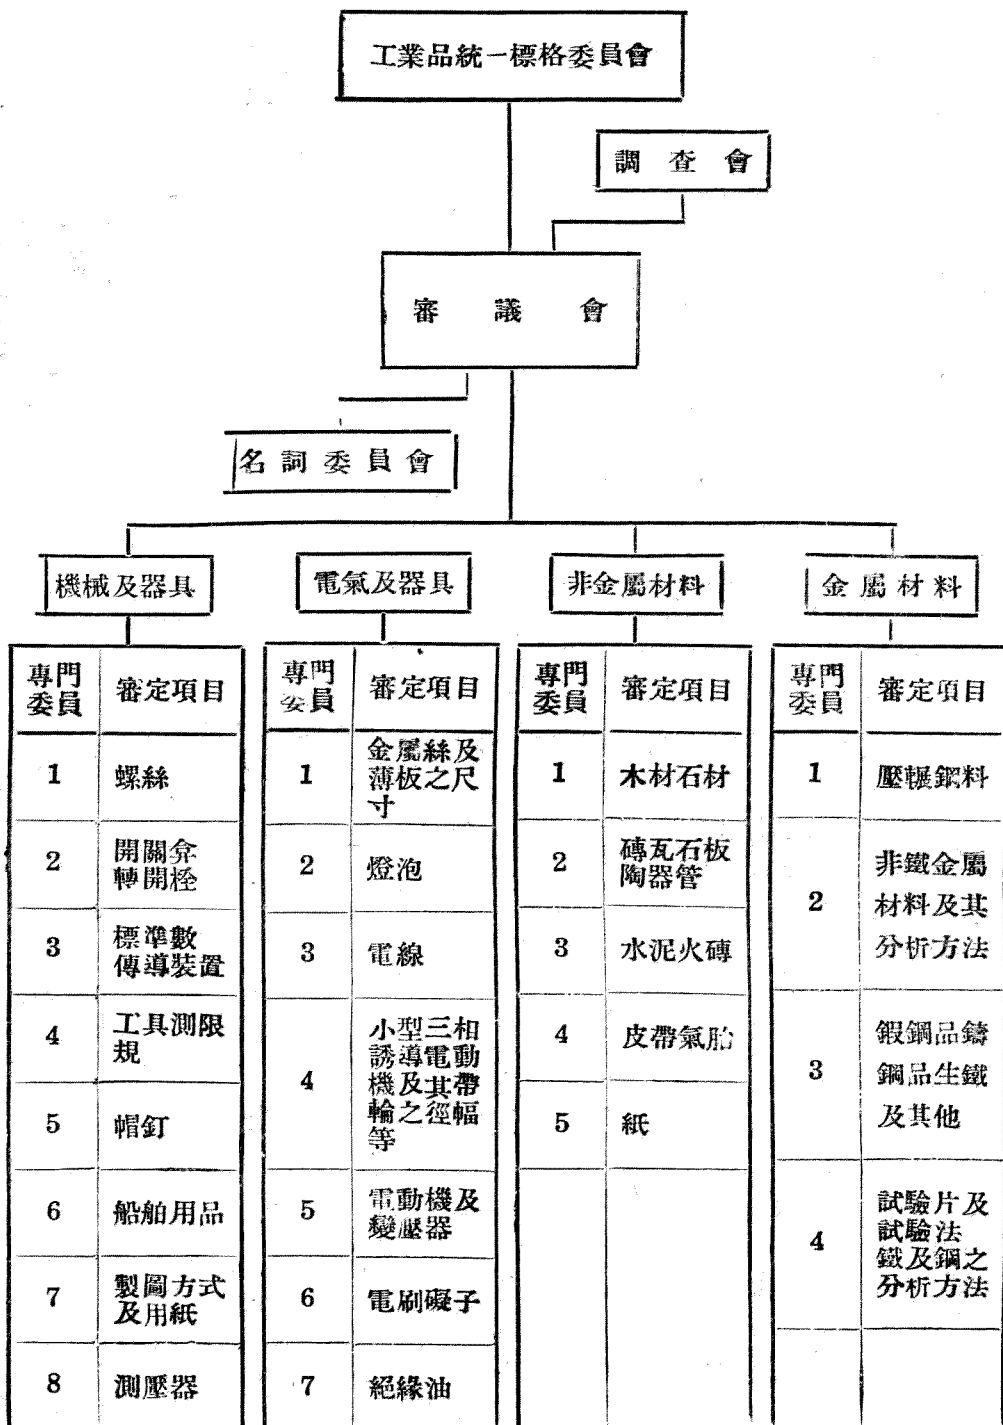 工業品統一標格委員會
調查會
審議會
名詞委員會
機械及器具
專門
委員
審定項目
1
螺絲
2
開關弇
轉開栓
3
標準數
傳導裝置
4
工具測限
規
5
帽釘
6
船舶用品
7
製圖方式
及用紙
8
測壓器
電氣及器具
專門
委員
審定項目
1
金屬絲及
薄板之尺
寸
2
燈泡
3
電線
4
小型三相
誘導電動
機及其帶
輪之徑幅
等
5
電動機及
變壓器
6
電刷礙子
7
絕緣油
非金屬材料
專門
委員
審定項目
1
木材石材
2
磚瓦石板
陶器管
3
水泥火磚
4
皮帶氣胎
5
紙
金屬材料
專門
委員
審定項目
1
壓輾鋼料
2
非鐵金屬
材料及其
分析方法
3
鍜鋼品鑄
鋼品生鐵
及其他
4
試驗片及
試驗法
鐵及鋼之
分析方法